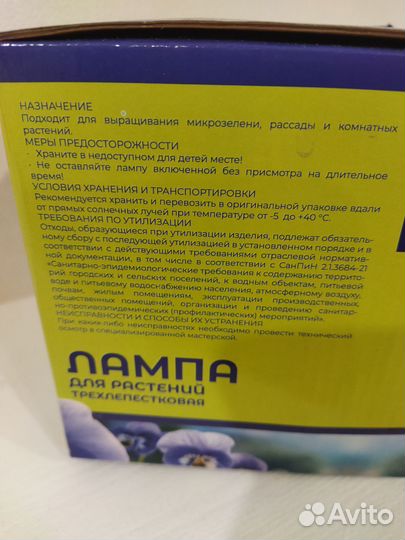 НАЗНАЧЕНИЕ
Подходит для выращивания микрозелени, рассады и комнатных
растений.
МЕРЫ ПРЕДОСТОРОЖНОСТИ
· Храните в недоступном для детей месте!
· Не оставляйте лампу включенной без присмотра на длительное
время!
УСЛОВИЯ ХРАНЕНИЯ И ТРАНСПОРТИРОВКИ
Рекомендуется хранить и перевозить в оригинальной упаковке вдали
от прямых солнечных лучей при температуре от -5 до +40 °С.
ТРЕБОВАНИЯ ПО УТИЛИЗАЦИИ
Отходы, образующиеся при утилизации изделия, подлежат обязатель-
ному сбору с последующей утилизацией в установленном порядке и в
соответствии с действующими требованиями отраслевой норматив-
ной документации, в том числе в соответствии с СанПиН 2.1.3684-21
«Санитарно-эпидемиологические требования к содержанию террито-
рий городских и сельских поселений, к водным объектам, питьевой
воде и питьевому водоснабжению населения, атмосферному воздуху,
почвам, жилым помещениям, эксплуатации производственных,
общественных помещений, организации и проведению санитар-
но-противоэпидемических (профилактических) мероприятий».
НЕИСПРАВНОСТИ И СПОСОБЫ ИХ УСТРАНЕНИЯ
При каких-либо неисправностях необходимо провести технический
осмотр в специализированной мастерской.
ЛАМПА
ДЛЯ РАСТЕНИЙ
ТРЕХЛЕПЕСТКОВАЯ
Avito